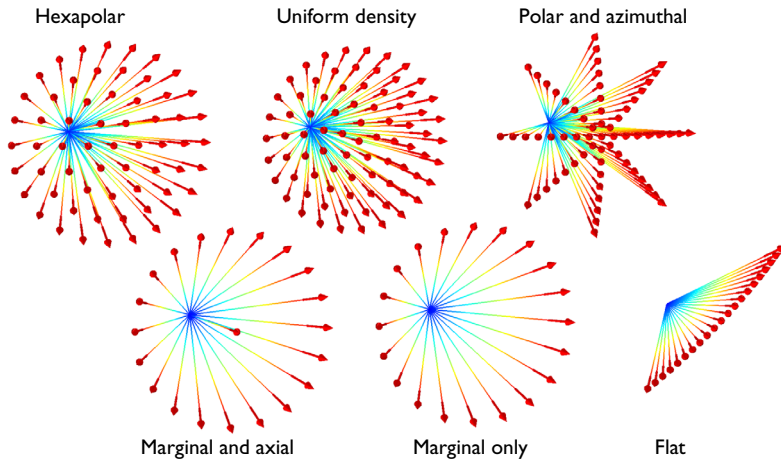 Hexapolar
Uniform density
Polar and azimuthal
Marginal and axial
Marginal only
Flat